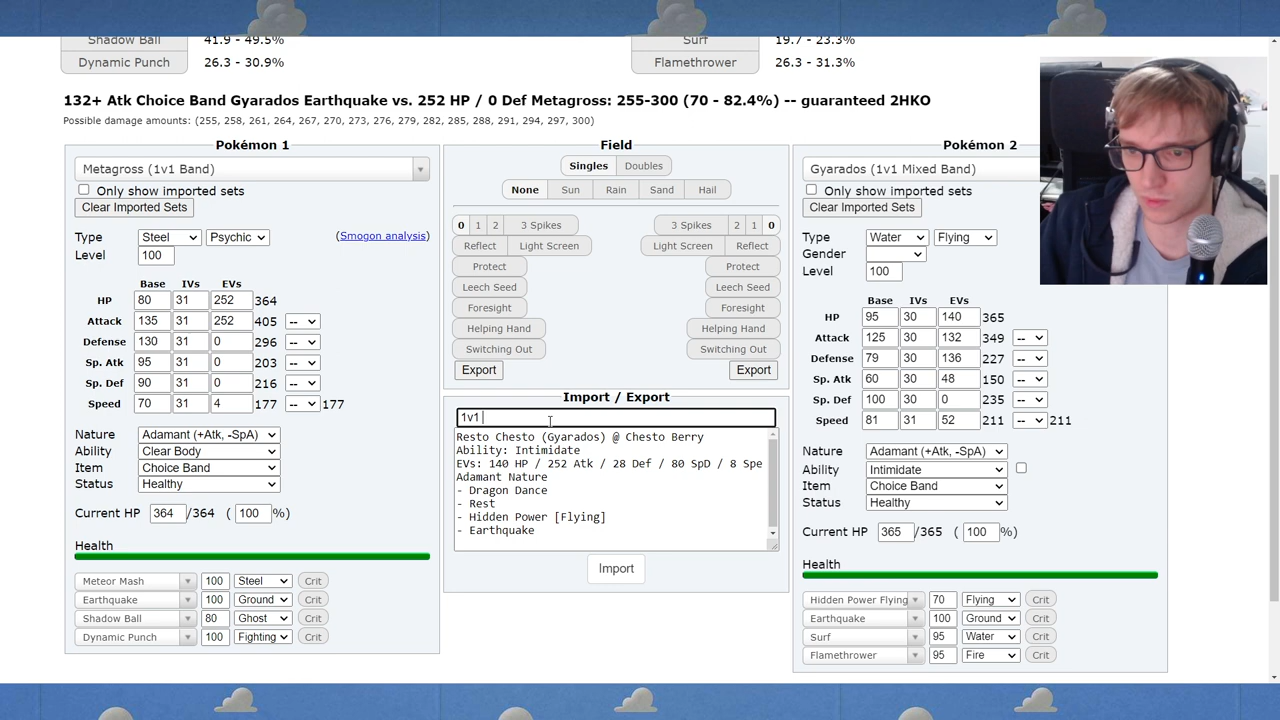 Shadow Ball 41.9 - 49.5% Surf 19.7 - 23.3%
Dynamic Punch 26.3 - 30.9% Flamethrower 26.3 - 31.3%
132+ Atk Choice Band Gyarados Earthquake vs. 252 HP / 0 Def Metagross: 255-300 (70 - 82.4%) -- guaranteed 2HKO
Possible damage amounts: (255, 258, 261, 264, 267, 270, 273, 276, 279, 282, 285, 288, 291, 294, 297, 300)
Pokémon 1
Metagross (1v1 Band)
Only show imported sets
Clear Imported Sets
Type Steel Psychic (Smogon analysis)
Level 100
Base IVs EVs
HP 80 31 252 364
Attack 135 31 252 405 --
Defense 130 31 0 296 --
Sp. Atk 95 31 0 203 --
Sp. Def 90 31 0 216 --
Speed 70 31 4 177 -- 177
Nature Adamant (+Atk, -SpA)
Ability Clear Body
Item Choice Band
Status Healthy
Current HP 364 /364 ( 100 %)
Health
Meteor Mash 100 Steel Crit
Earthquake 100 Ground Crit
Shadow Ball 80 Ghost Crit
Dynamic Punch 100 Fighting Crit
Field
Singles Doubles
None Sun Rain Sand Hail
0 1 2 3 Spikes 3 Spikes 2 1 0
Reflect Light Screen Light Screen Reflect
Protect Protect
Leech Seed Leech Seed
Foresight Foresight
Helping Hand Helping Hand
Switching Out Switching Out
Export Export
Import / Export
1v1
Resto Chesto (Gyarados) @ Chesto Berry
Ability: Intimidate
EVs: 140 HP / 252 Atk / 28 Def / 80 SpD / 8 Spe
Adamant Nature
- Dragon Dance
- Rest
- Hidden Power [Flying]
- Earthquake
Import
Pokémon 2
Gyarados (1v1 Mixed Band)
Only show imported sets
Clear Imported Sets
Type Water Flying
Gender
Level 100
Base IVs EVs
HP 95 30 140 365
Attack 125 30 132 349 --
Defense 79 30 136 227 --
Sp. Atk 60 30 48 150 --
Sp. Def 100 30 0 235 --
Speed 81 31 52 211 -- 211
Nature Adamant (+Atk, -SpA)
Ability Intimidate
Item Choice Band
Status Healthy
Current HP 365 /365 ( 100 %)
Health
Hidden Power Flying 70 Flying Crit
Earthquake 100 Ground Crit
Surf 95 Water Crit
Flamethrower 95 Fire Crit